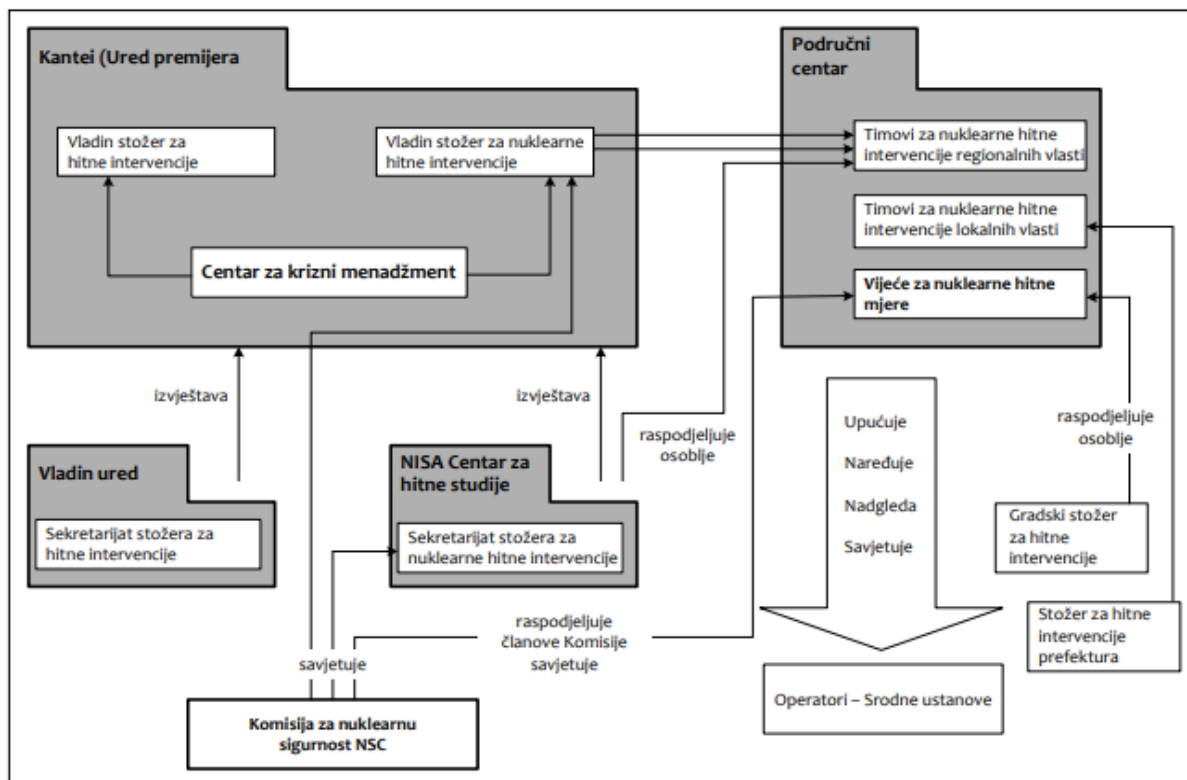 Kantei (Ured premijera
Vladin stožer za
hitne intervencije
Vladin stožer za nuklearne
hitne intervencije
Centar za krizni menadžment
Područni
centar
Timovi za nuklearne hitne
intervencije regionalnih vlasti
Timovi za nuklearne hitne
intervencije lokalnih vlasti
Vijeće za nuklearne hitne
mjere
izvještava
izvještava
raspodjeljuje
osoblje
Upućuje
Naređuje
Nadgleda
Savjetuje
raspodjeljuje
osoblje
Vladin ured
Sekretarijat stožera za
hitne intervencije
NISA Centar za
hitne studije
Sekretarijat stožera za
nuklearne hitne intervencije
Gradski stožer
za hitne
intervencije
Stožer za hitne
intervencije
prefektura
savjetuje
raspodjeljuje
članove Komisije
savjetuje
Operatori – Srodne ustanove
Komisija za nuklearnu
sigurnost NSC